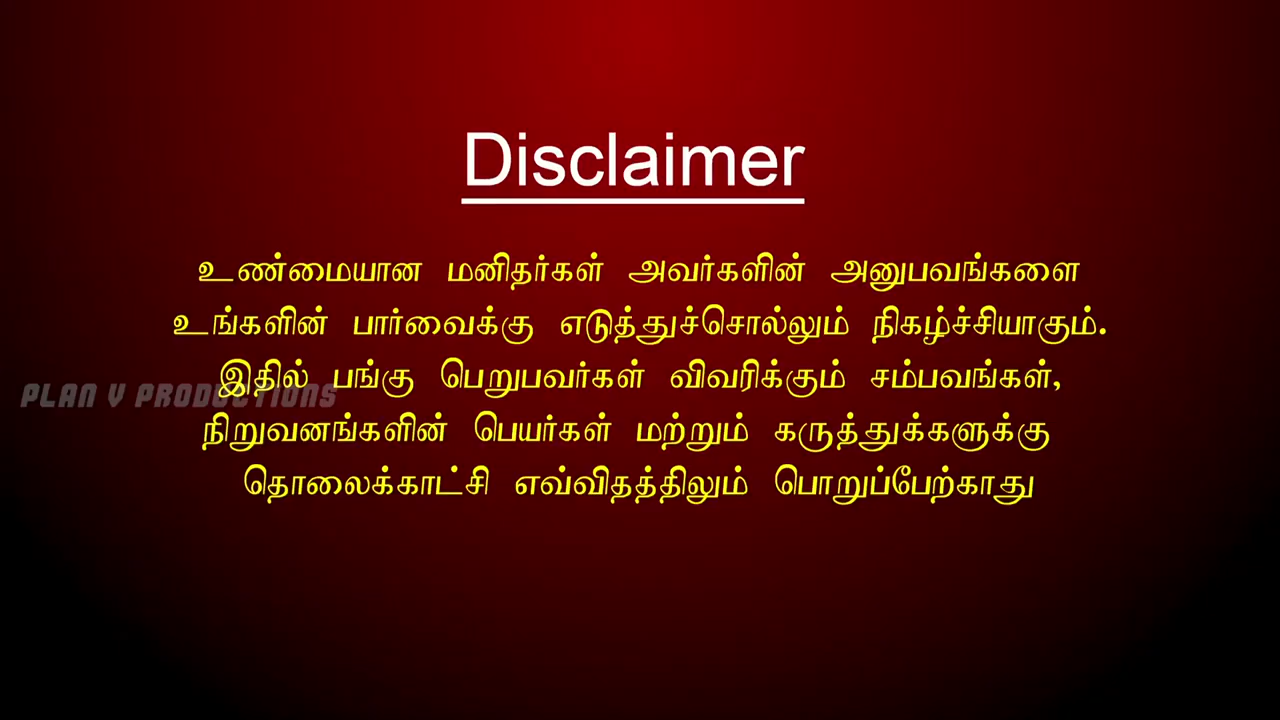 Disclaimer
உண்மையான மனிதர்கள் அவர்களின் அனுபவங்களை
உங்களின் பார்வைக்கு எடுத்துச்சொல்லும் நிகழ்ச்சியாகும்.
இதில் பங்கு பெறுபவர்கள் விவரிக்கும் சம்பவங்கள்,
PLAN V PRODUCTIONS
நிறுவனங்களின் பெயர்கள் மற்றும் கருத்துக்களுக்கு
தொலைக்காட்சி எவ்விதத்திலும் பொறுப்பேற்காது